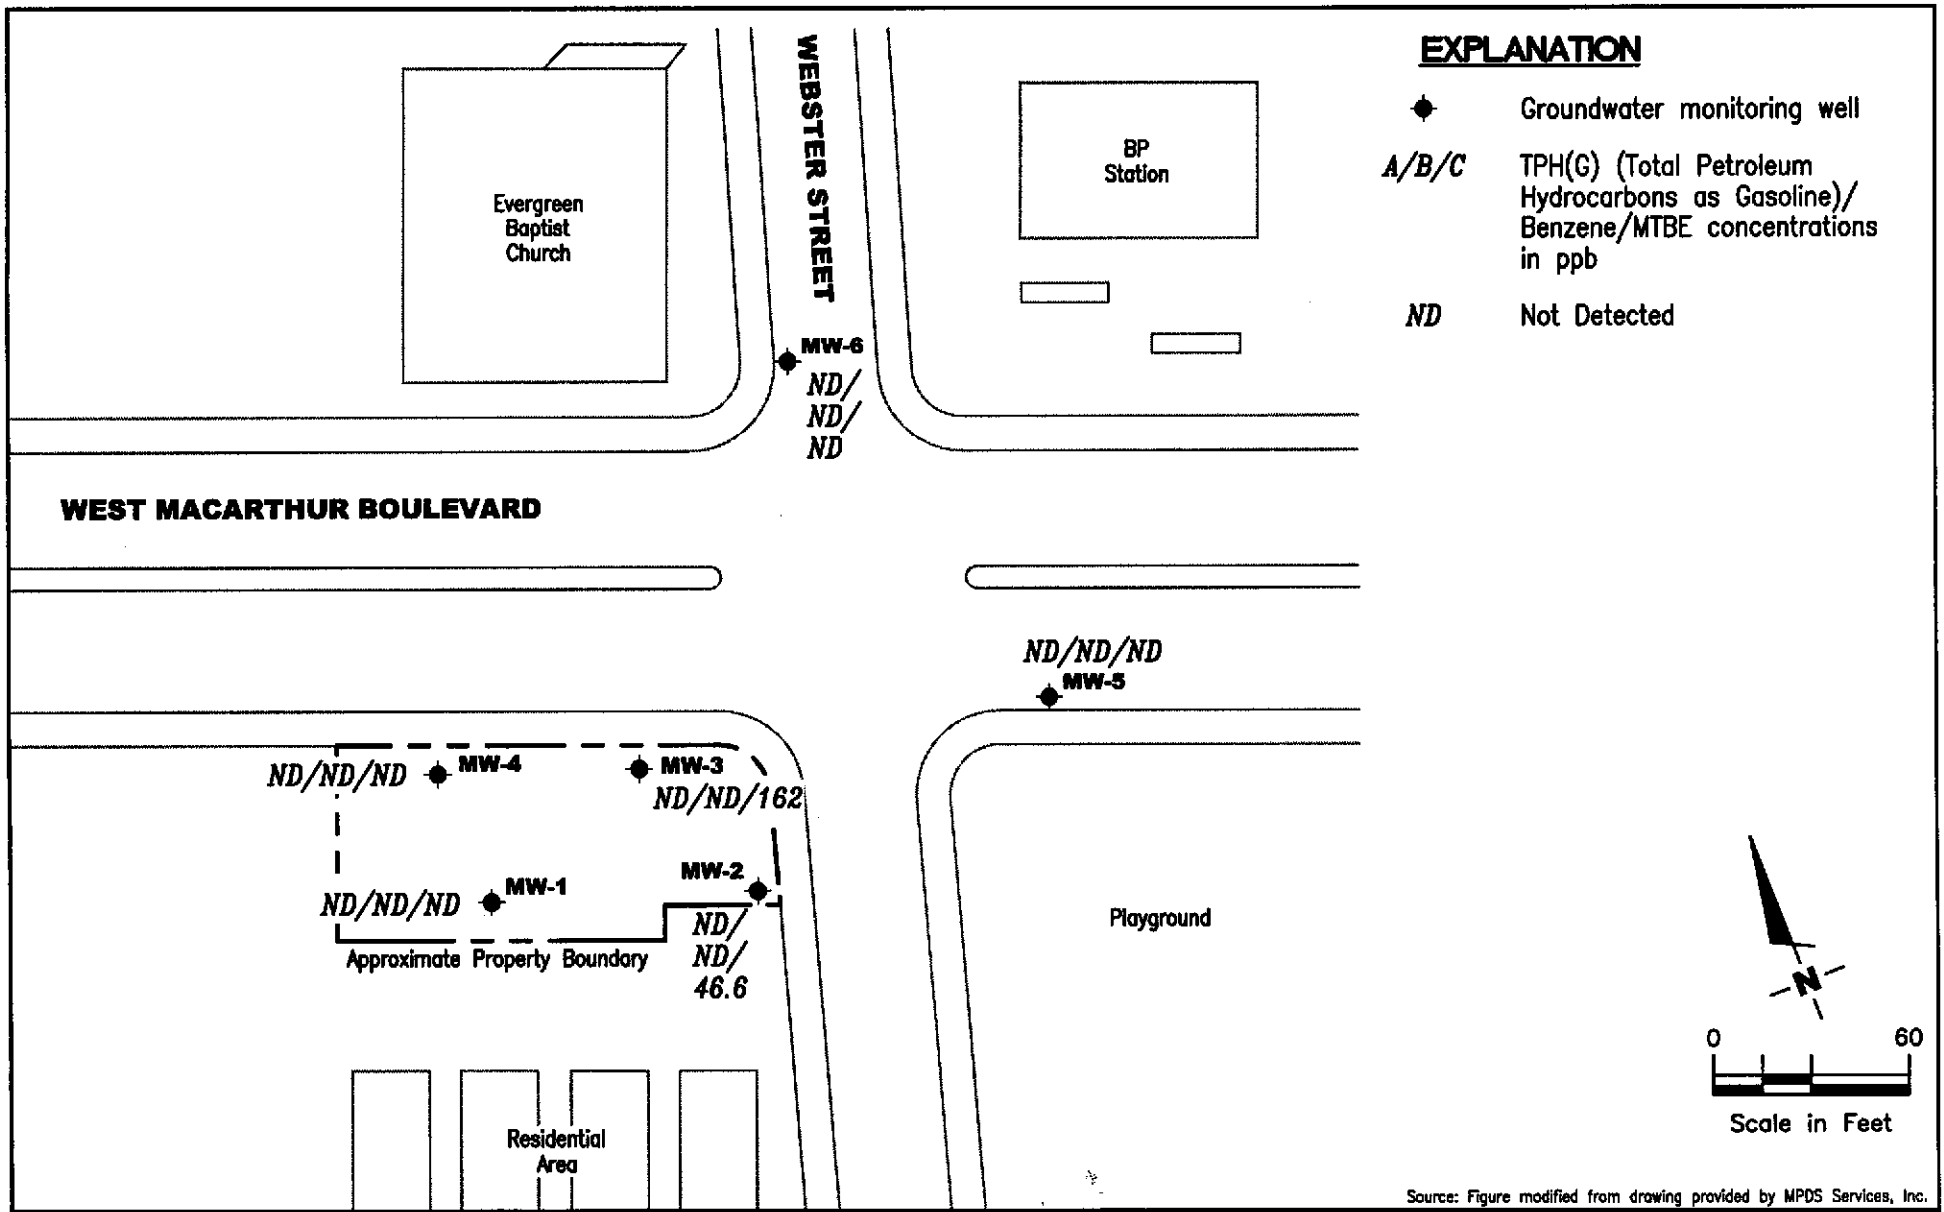 EXPLANATION
Groundwater monitoring well
A/B/C
TPH(G) (Total Petroleum
Hydrocarbons as Gasoline)/
Benzene/MTBE concentrations
in ppb
ND
Not Detected
WEBSTER STREET
Evergreen
Baptist
Church
BP
Station
MW-6
ND/
ND/
ND
WEST MACARTHUR BOULEVARD
ND/ND/ND
MW-5
ND/ND/ND
MW-4
MW-3
ND/ND/162
MW-2
ND/
ND/
46.6
ND/ND/ND
MW-1
Approximate Property Boundary
Playground
Residential
Area
N
0
60
Scale in Feet
Source: Figure modified from drawing provided by MPDS Services, Inc.